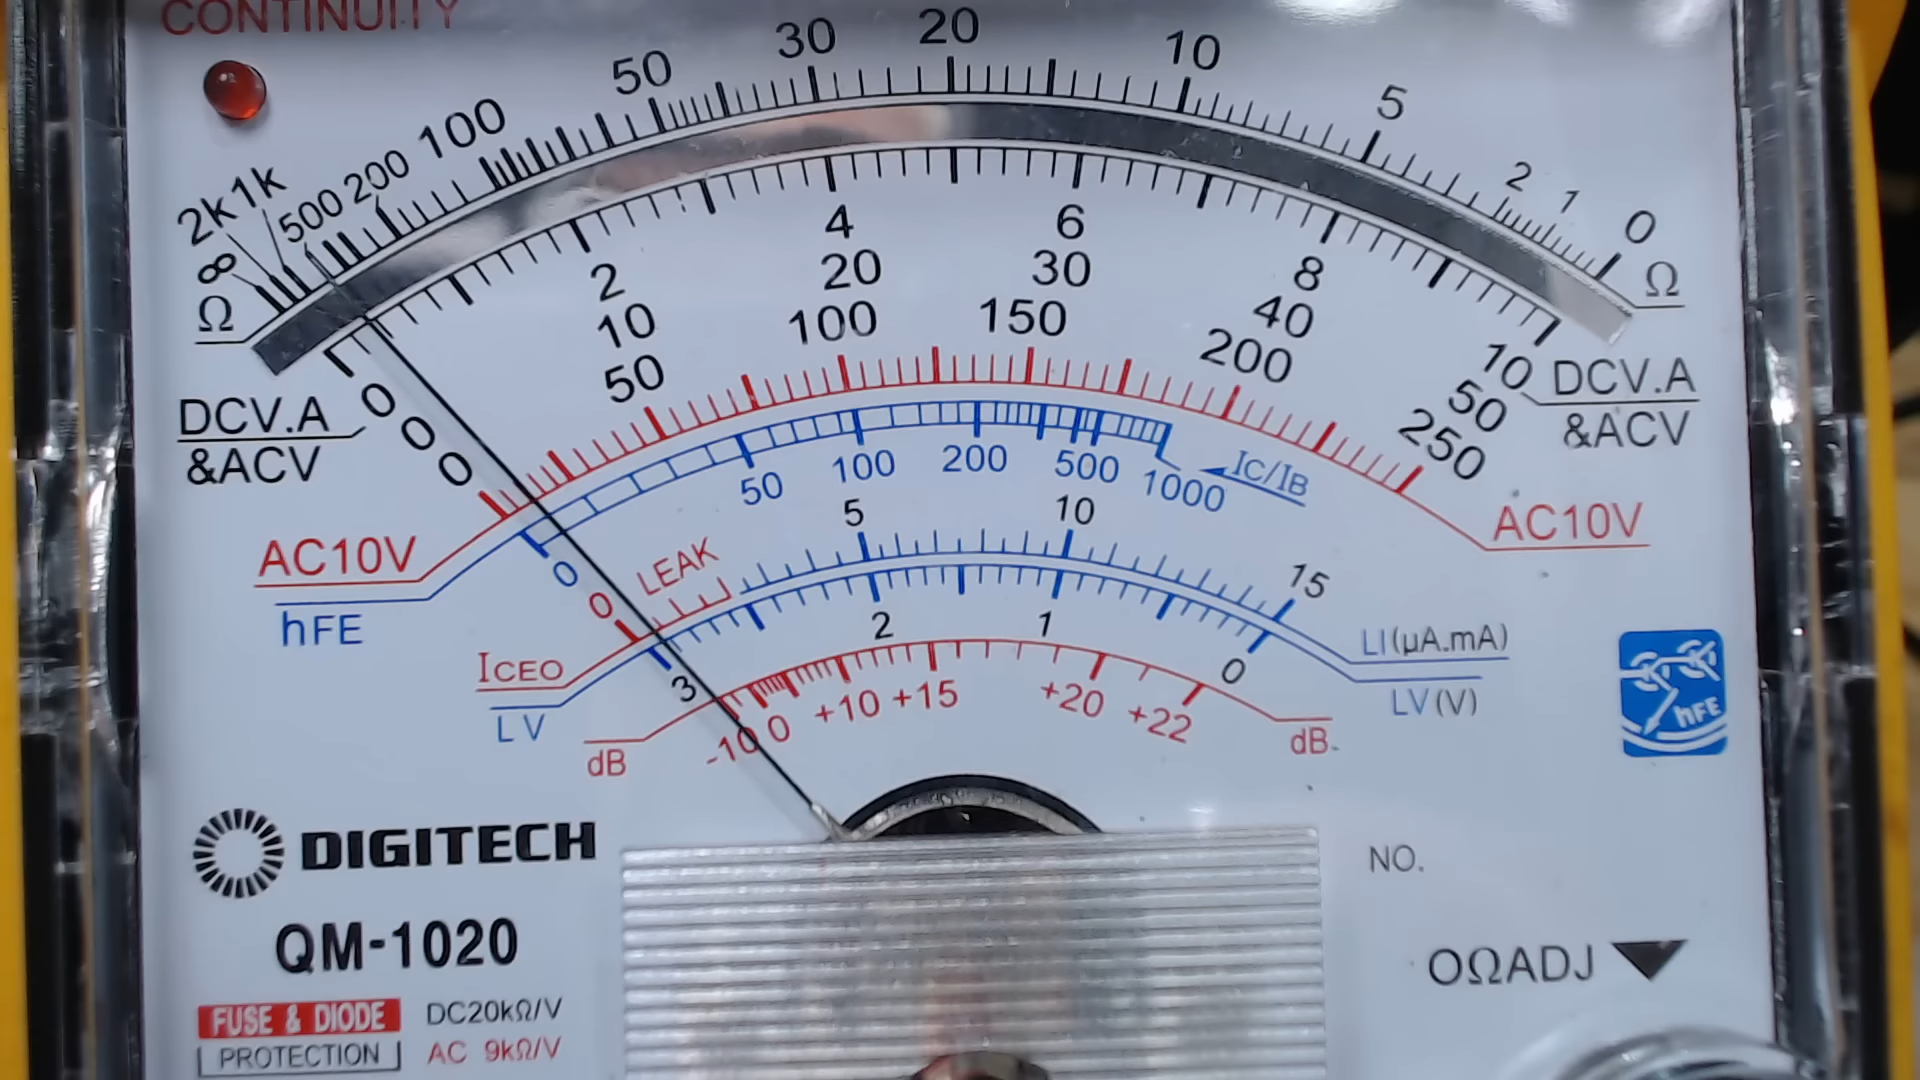 CONTINUITY
2k 1k 500 200 100 50 30 20 10 5 2 1 0
∞
Ω Ω
0 2 4 6 8 10
0 10 20 30 40 50
0 50 100 150 200 250
DCV.A DCV.A
&ACV &ACV
AC10V AC10V
hFE 0 50 100 200 500 1000 IC/IB
LEAK
ICEO 0 5 10 15 LI(µA.mA)
LV 3 2 1 0 LV(V)
dB -10 0 +10 +15 +20 +22 dB
hFE
DIGITECH
QM-1020
NO.
OΩADJ
FUSE & DIODE DC20kΩ/V
PROTECTION AC 9kΩ/V